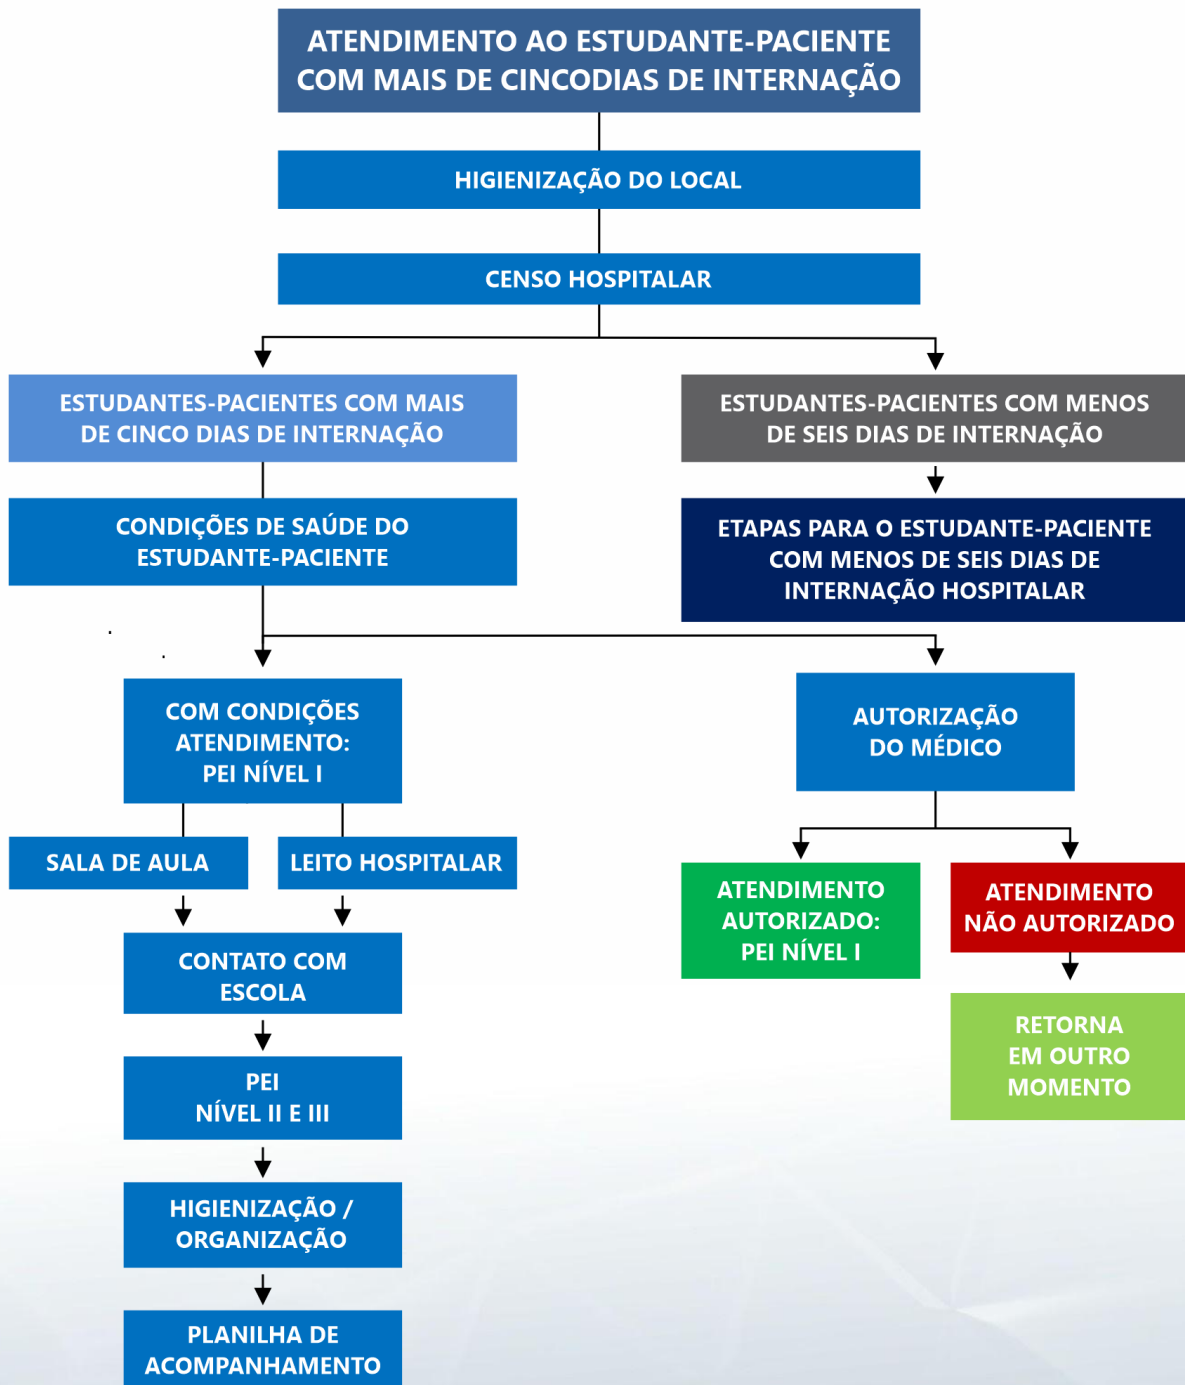 ATENDIMENTO AO ESTUDANTE-PACIENTE
COM MAIS DE CINCODIAS DE INTERNAÇÃO
HIGIENIZAÇÃO DO LOCAL
CENSO HOSPITALAR
ESTUDANTES-PACIENTES COM MAIS
DE CINCO DIAS DE INTERNAÇÃO
ESTUDANTES-PACIENTES COM MENOS
DE SEIS DIAS DE INTERNAÇÃO
CONDIÇÕES DE SAÚDE DO
ESTUDANTE-PACIENTE
ETAPAS PARA O ESTUDANTE-PACIENTE
COM MENOS DE SEIS DIAS DE
INTERNAÇÃO HOSPITALAR
COM CONDIÇÕES
ATENDIMENTO:
PEI NÍVEL I
AUTORIZAÇÃO
DO MÉDICO
SALA DE AULA
LEITO HOSPITALAR
ATENDIMENTO
AUTORIZADO:
PEI NÍVEL I
ATENDIMENTO
NÃO AUTORIZADO
CONTATO COM
ESCOLA
RETORNA
EM OUTRO
MOMENTO
PEI
NÍVEL II E III
HIGIENIZAÇÃO /
ORGANIZAÇÃO
PLANILHA DE
ACOMPANHAMENTO